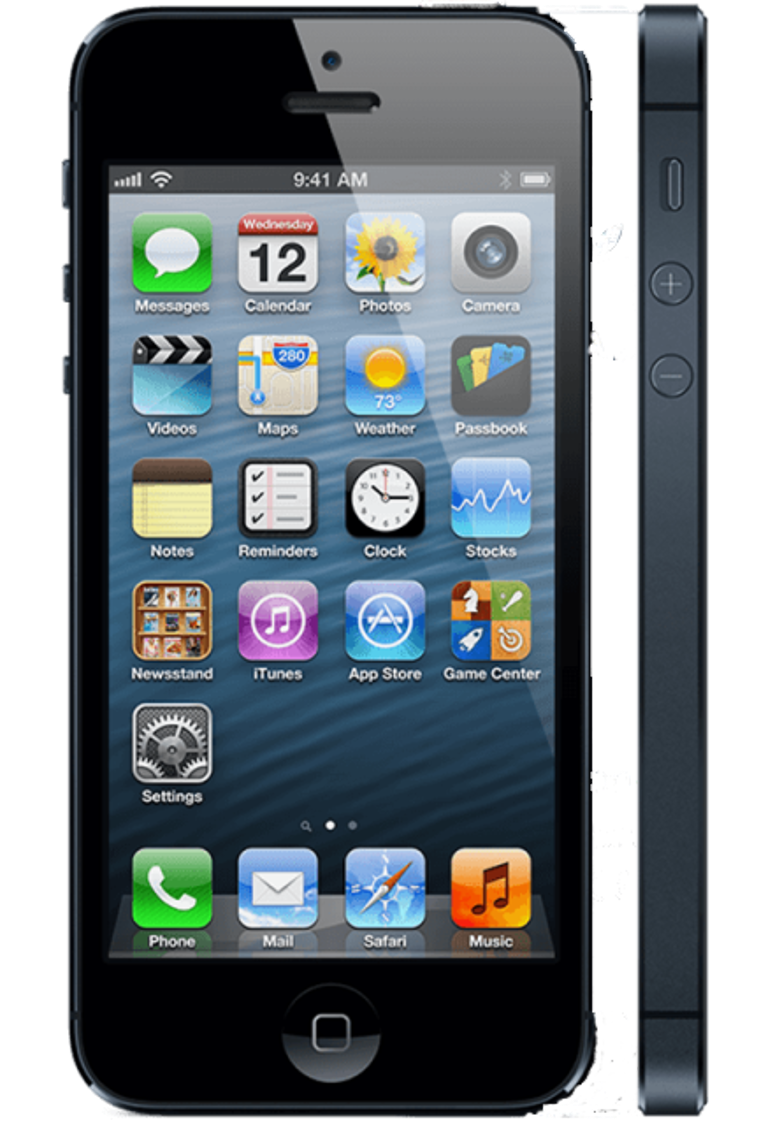 9:41 AM
Wednesday
12
Messages Calendar Photos Camera
280
73°
Videos Maps Weather Passbook
Notes Reminders Clock Stocks
Newsstand iTunes App Store Game Center
Settings
Phone Mail Safari Music